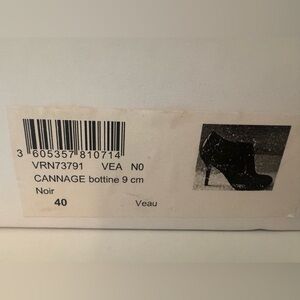 3 605357 810714
VRN73791 VEA N0
CANNAGE bottine 9 cm
Noir
40 Veau